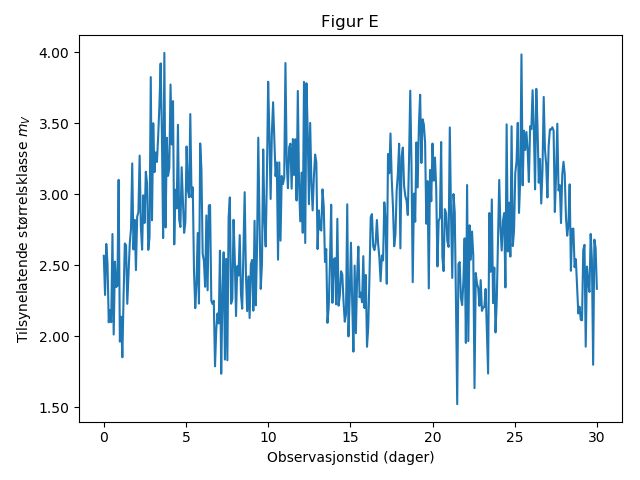 Figur E
Tilsynelatende størrelsklasse $m_V$
4.00
3.50
3.00
2.50
2.00
1.50
0 5 10 15 20 25 30
Observasjonstid (dager)